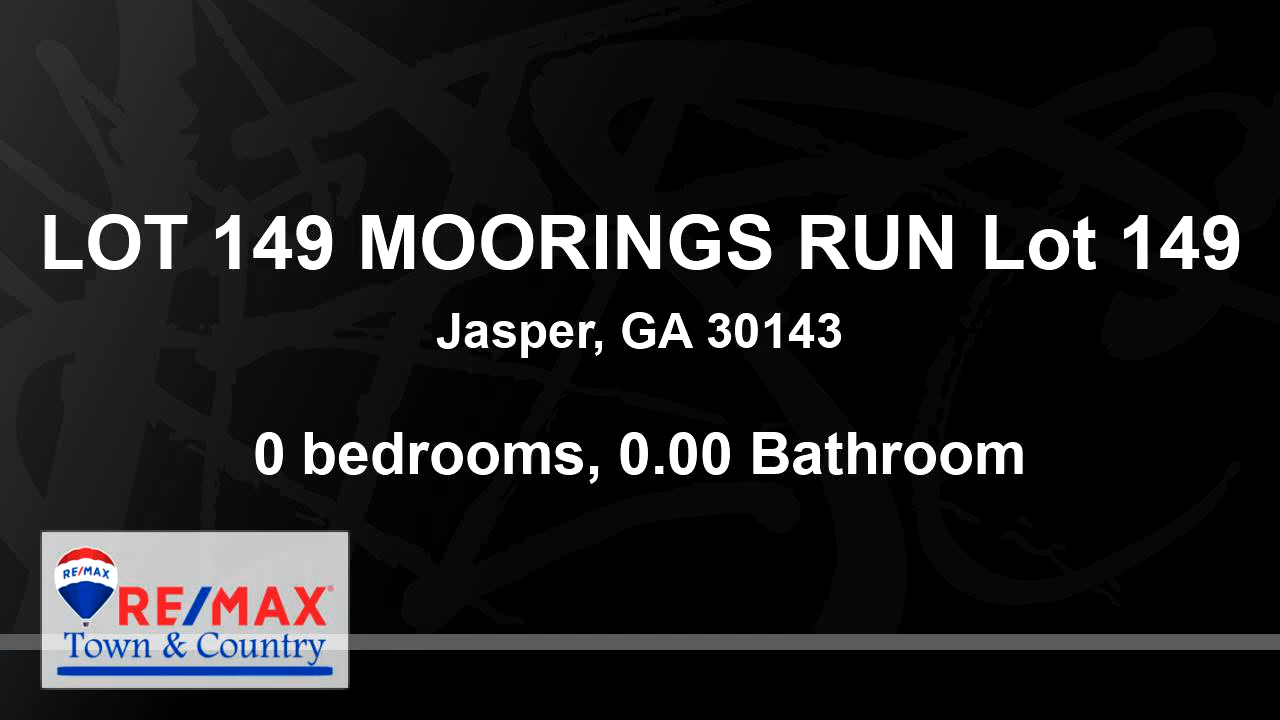 LOT 149 MOORINGS RUN Lot 149
Jasper, GA 30143
0 bedrooms, 0.00 Bathroom
RE/MAX
RE/MAX®
Town & Country